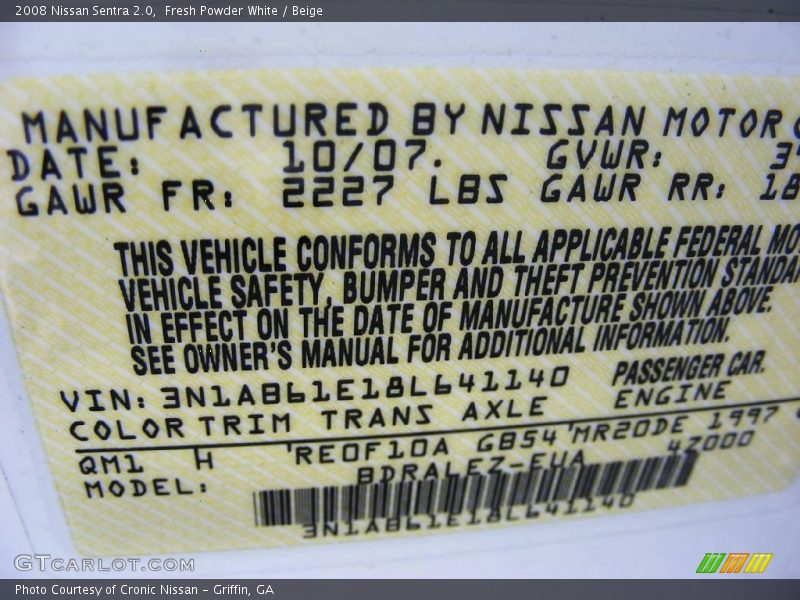 2008 Nissan Sentra 2.0,  Fresh Powder White / Beige
MANUFACTURED BY NISSAN MOTOR
DATE: 10/07. GVWR:
GAWR FR: 2227 LBS GAWR RR: 18
THIS VEHICLE CONFORMS TO ALL APPLICABLE FEDERAL MO
VEHICLE SAFETY, BUMPER AND THEFT PREVENTION STANDA
IN EFFECT ON THE DATE OF MANUFACTURE SHOWN ABOVE.
SEE OWNER'S MANUAL FOR ADDITIONAL INFORMATION.
VIN: 3N1AB61E18L641140 PASSENGER CAR.
COLOR TRIM TRANS AXLE ENGINE
QM1 H 'RE0F10A GB54 'MR20DE 1997
MODEL: BDRALEZ-EUA 4Z000
3N1AB61E18L641140
GTCARLOT.COM
Photo Courtesy of Cronic Nissan – Griffin, GA